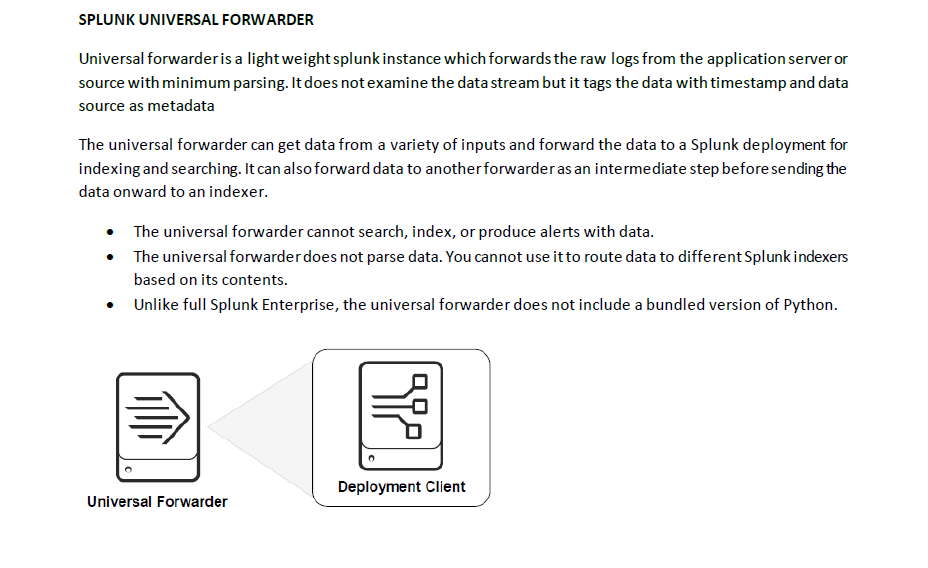 SPLUNK UNIVERSAL FORWARDER
Universal forwarder is a light weight splunk instance which forwards the raw logs from the application server or
source with minimum parsing. It does not examine the data stream but it tags the data with timestamp and data
source as metadata
The universal forwarder can get data from a variety of inputs and forward the data to a Splunk deployment for
indexing and searching. It can also forward data to another forwarder as an intermediate step before sending the
data onward to an indexer.
• The universal forwarder cannot search, index, or produce alerts with data.
• The universal forwarder does not parse data. You cannot use it to route data to different Splunk indexers
based on its contents.
• Unlike full Splunk Enterprise, the universal forwarder does not include a bundled version of Python.
Universal Forwarder
Deployment Client